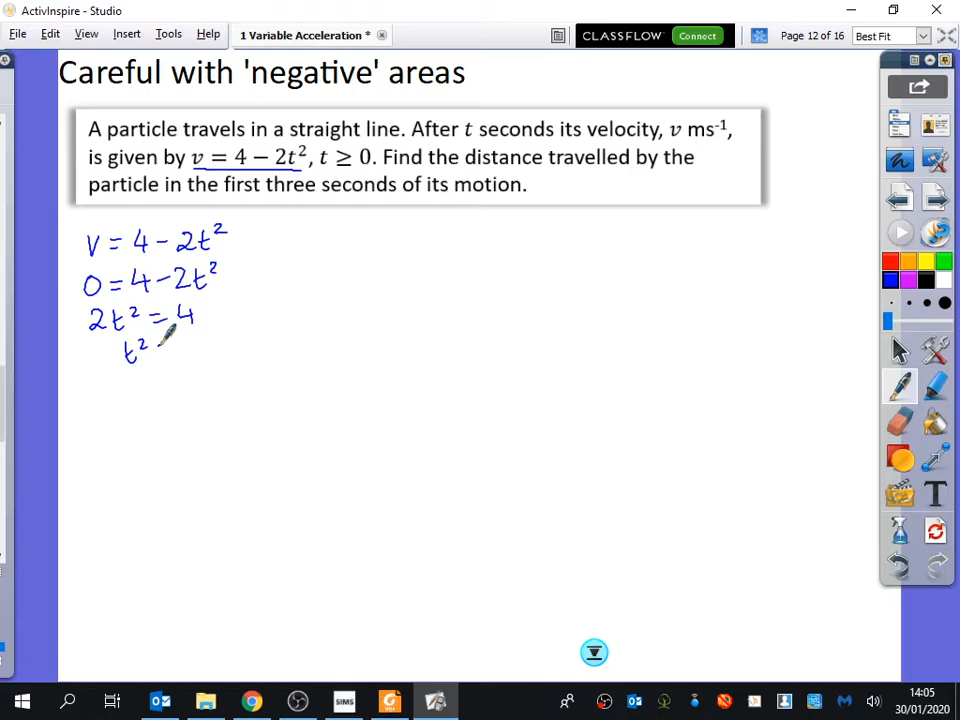 ActivInspire - Studio
File Edit View Insert Tools Help 1 Variable Acceleration * CLASSFLOW Connect Page 12 of 16 Best Fit
Careful with 'negative' areas
A particle travels in a straight line. After t seconds its velocity, v ms⁻¹,
is given by v = 4 − 2t², t ≥ 0. Find the distance travelled by the
particle in the first three seconds of its motion.
V = 4 - 2t²
0 = 4 - 2t²
2t² = 4
t²
T
SIMS
14:05
30/01/2020